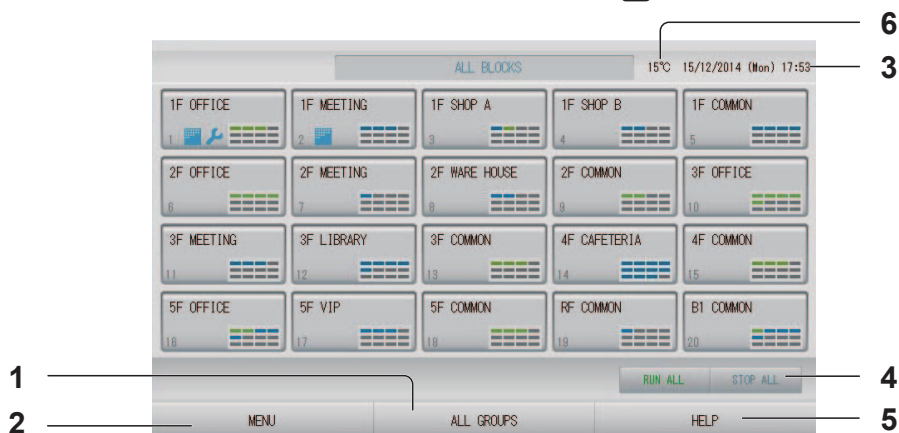 6
ALL BLOCKS 15°C 15/12/2014 (Mon) 17:53 3
1F OFFICE 1F MEETING 1F SHOP A 1F SHOP B 1F COMMON
1 2 3 4 5
2F OFFICE 2F MEETING 2F WARE HOUSE 2F COMMON 3F OFFICE
6 7 8 9 10
3F MEETING 3F LIBRARY 3F COMMON 4F CAFETERIA 4F COMMON
11 12 13 14 15
5F OFFICE 5F VIP 5F COMMON RF COMMON B1 COMMON
16 17 18 19 20
1 RUN ALL STOP ALL 4
2 MENU ALL GROUPS HELP 5